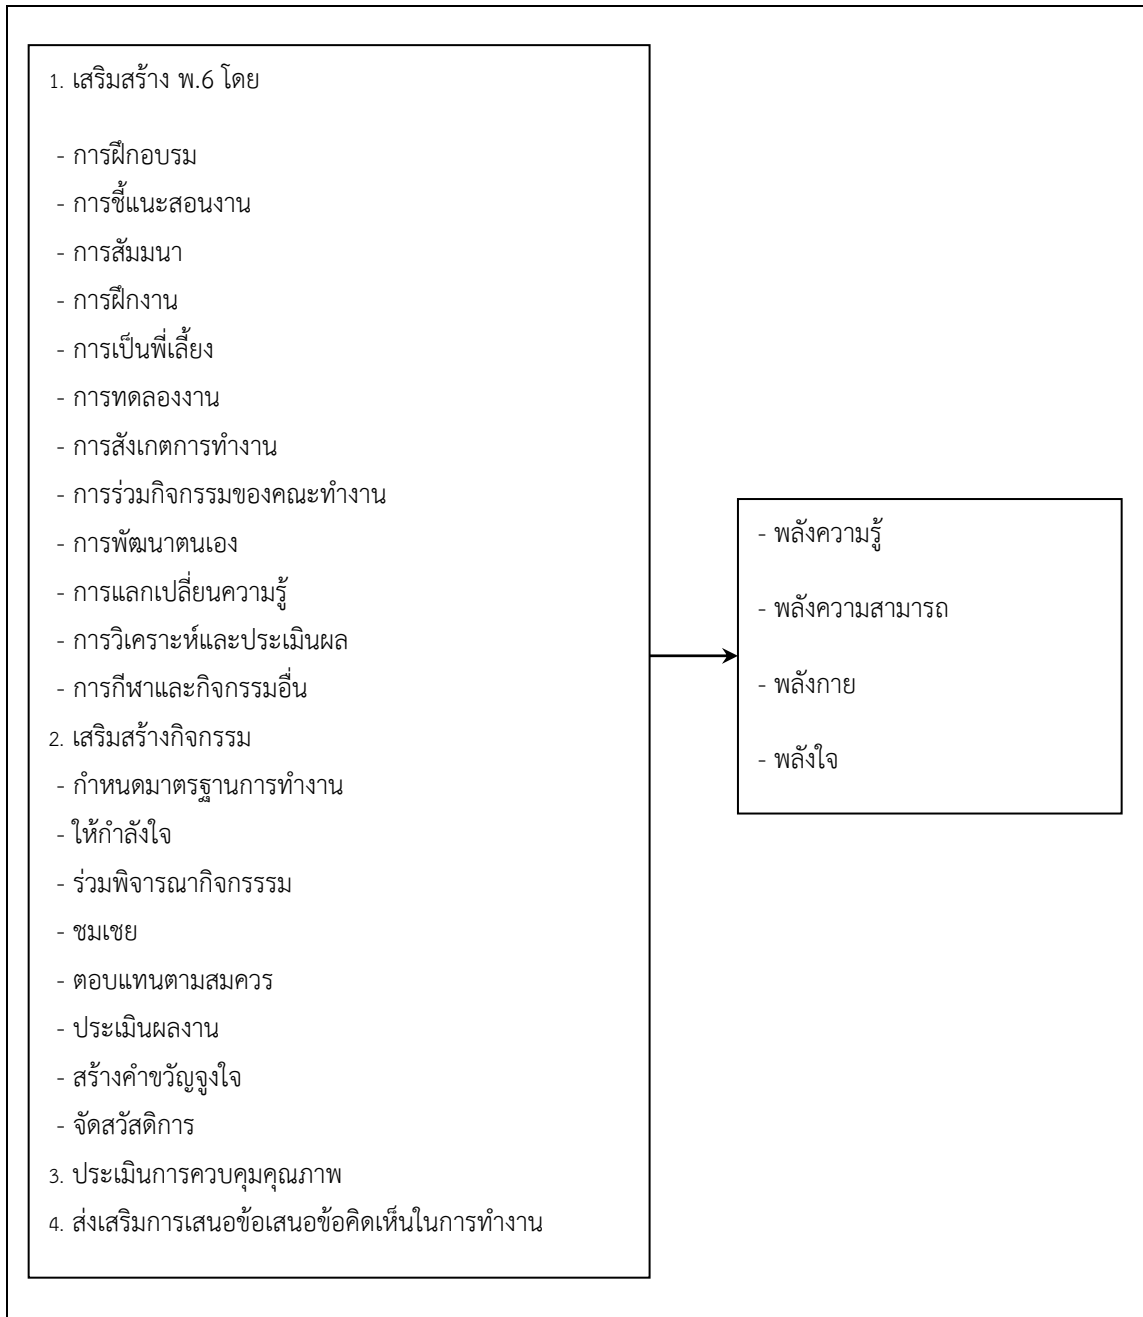 1. เสริมสร้าง พ.6 โดย
- การฝึกอบรม
- การชี้แนะสอนงาน
- การสัมมนา
- การฝึกงาน
- การเป็นพี่เลี้ยง
- การทดลองงาน
- การสังเกตการทำงาน
- การร่วมกิจกรรมของคณะทำงาน
- การพัฒนาตนเอง
- การแลกเปลี่ยนความรู้
- การวิเคราะห์และประเมินผล
- การกีฬาและกิจกรรมอื่น
2. เสริมสร้างกิจกรรม
- กำหนดมาตรฐานการทำงาน
- ให้กำลังใจ
- ร่วมพิจารณากิจกรรรม
- ชมเชย
- ตอบแทนตามสมควร
- ประเมินผลงาน
- สร้างคำขวัญจูงใจ
- จัดสวัสดิการ
3. ประเมินการควบคุมคุณภาพ
4. ส่งเสริมการเสนอข้อเสนอข้อคิดเห็นในการทำงาน
- พลังความรู้
- พลังความสามารถ
- พลังกาย
- พลังใจ